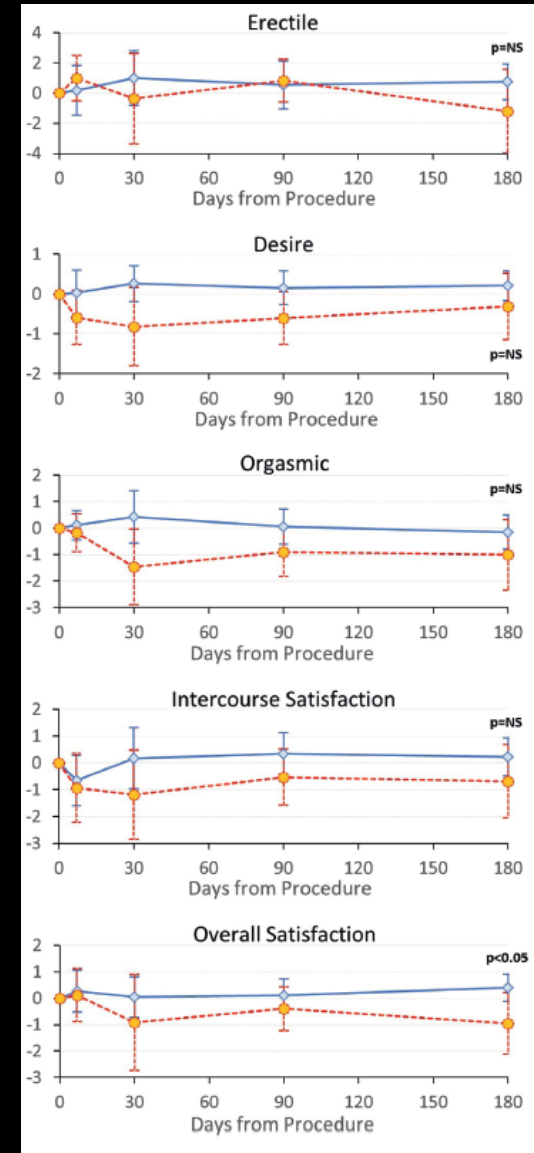 Erectile
4
p=NS
2
0
-2
-4
0 30 60 90 120 150 180
Days from Procedure
Desire
1
0
-1
p=NS
-2
0 30 60 90 120 150 180
Days from Procedure
Orgasmic
2
p=NS
1
0
-1
-2
-3
0 30 60 90 120 150 180
Days from Procedure
Intercourse Satisfaction
2
p=NS
1
0
-1
-2
-3
0 30 60 90 120 150 180
Days from Procedure
Overall Satisfaction
2
p<0.05
1
0
-1
-2
-3
0 30 60 90 120 150 180
Days from Procedure